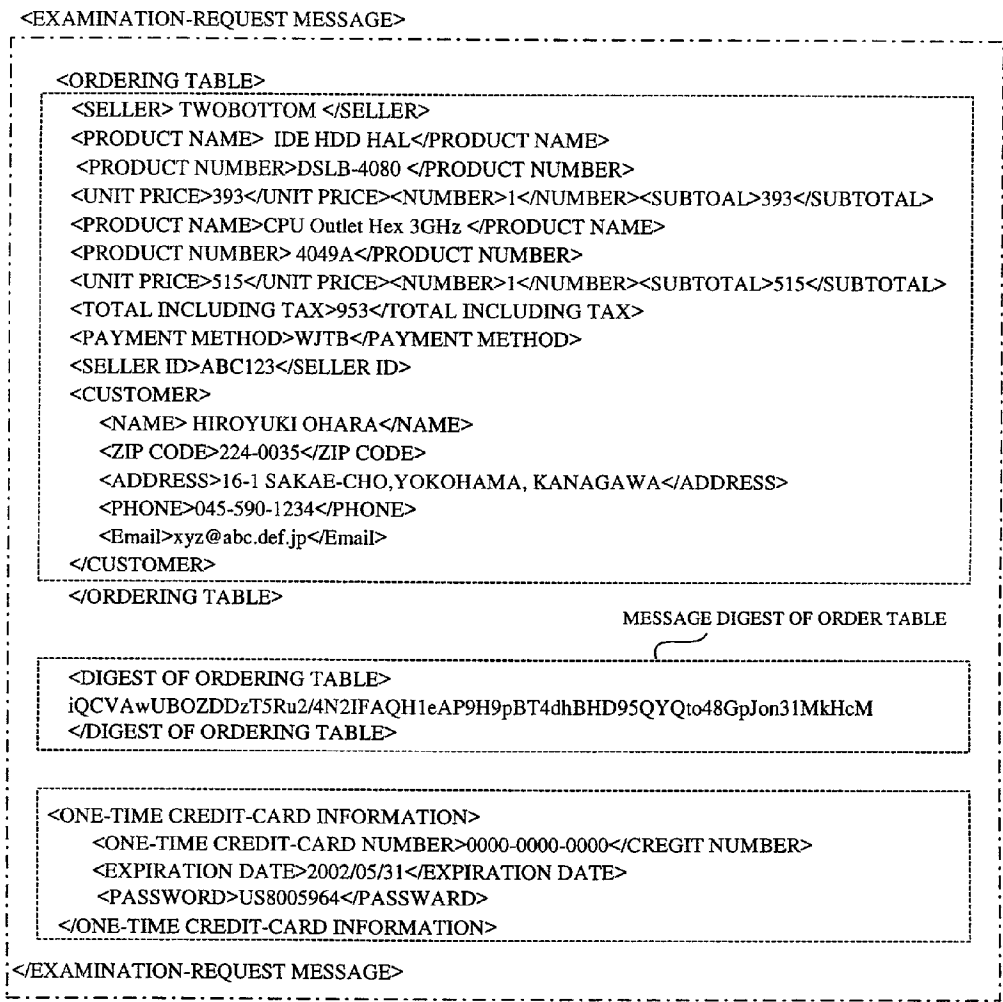 <EXAMINATION-REQUEST MESSAGE>
<ORDERING TABLE>
<SELLER> TWOBOTTOM </SELLER>
<PRODUCT NAME> IDE HDD HAL</PRODUCT NAME>
<PRODUCT NUMBER>DSLB-4080 </PRODUCT NUMBER>
<UNIT PRICE>393</UNIT PRICE><NUMBER>1</NUMBER><SUBTOAL>393</SUBTOTAL>
<PRODUCT NAME>CPU Outlet Hex 3GHz </PRODUCT NAME>
<PRODUCT NUMBER> 4049A</PRODUCT NUMBER>
<UNIT PRICE>515</UNIT PRICE><NUMBER>1</NUMBER><SUBTOTAL>515</SUBTOTAL>
<TOTAL INCLUDING TAX>953</TOTAL INCLUDING TAX>
<PAYMENT METHOD>WJTB</PAYMENT METHOD>
<SELLER ID>ABC123</SELLER ID>
<CUSTOMER>
<NAME> HIROYUKI OHARA</NAME>
<ZIP CODE>224-0035</ZIP CODE>
<ADDRESS>16-1 SAKAE-CHO,YOKOHAMA, KANAGAWA</ADDRESS>
<PHONE>045-590-1234</PHONE>
<Email>xyz@abc.def.jp</Email>
</CUSTOMER>
</ORDERING TABLE>
MESSAGE DIGEST OF ORDER TABLE
<DIGEST OF ORDERING TABLE>
iQCVAwUBOZDDzT5Ru2/4N2IFAQH1eAP9H9pBT4dhBHD95QYQto48GpJon31MkHcM
</DIGEST OF ORDERING TABLE>
<ONE-TIME CREDIT-CARD INFORMATION>
<ONE-TIME CREDIT-CARD NUMBER>0000-0000-0000</CREGIT NUMBER>
<EXPIRATION DATE>2002/05/31</EXPIRATION DATE>
<PASSWORD>US8005964</PASSWARD>
</ONE-TIME CREDIT-CARD INFORMATION>
</EXAMINATION-REQUEST MESSAGE>